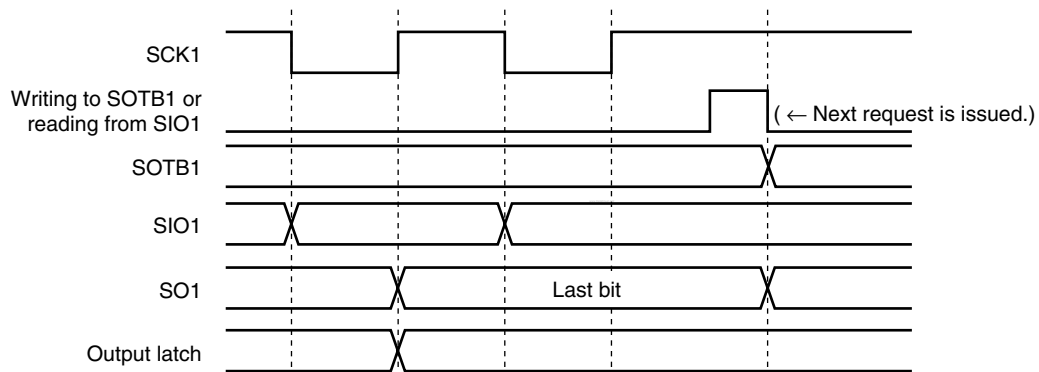 SCK1
Writing to SOTB1 or
reading from SIO1
( ← Next request is issued.)
SOTB1
SIO1
SO1
Last bit
Output latch